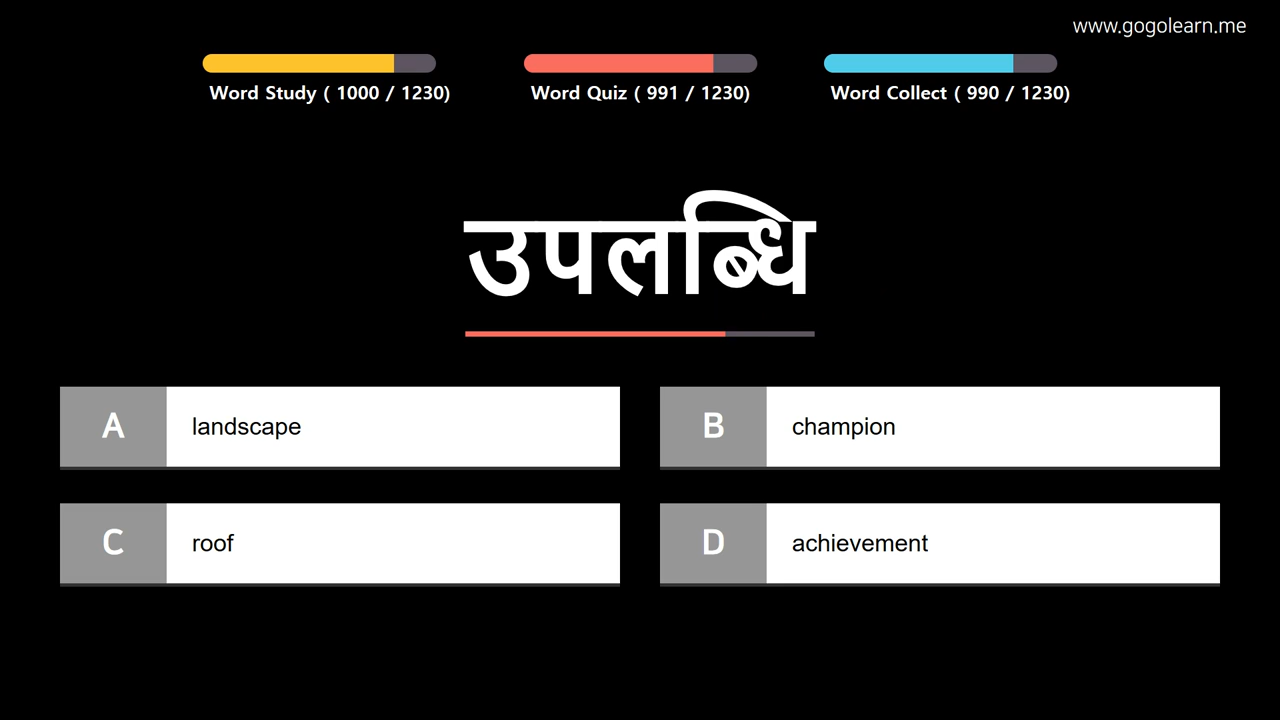 www.gogolearn.me
Word Study ( 1000 / 1230)
Word Quiz ( 991 / 1230)
Word Collect ( 990 / 1230)
उपलब्धि
A landscape
B champion
C roof
D achievement